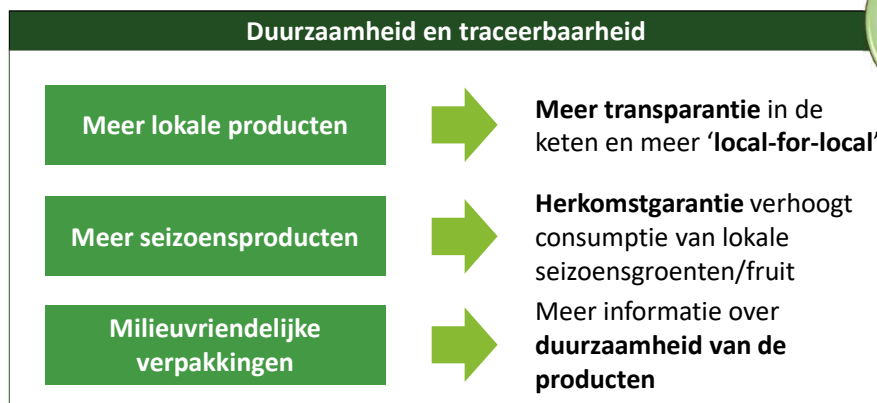 Duurzaamheid en traceerbaarheid
Meer lokale producten
Meer transparantie in de
keten en meer ‘local-for-local’
Meer seizoensproducten
Herkomstgarantie verhoogt
consumptie van lokale
seizoensgroenten/fruit
Milieuvriendelijke
verpakkingen
Meer informatie over
duurzaamheid van de
producten